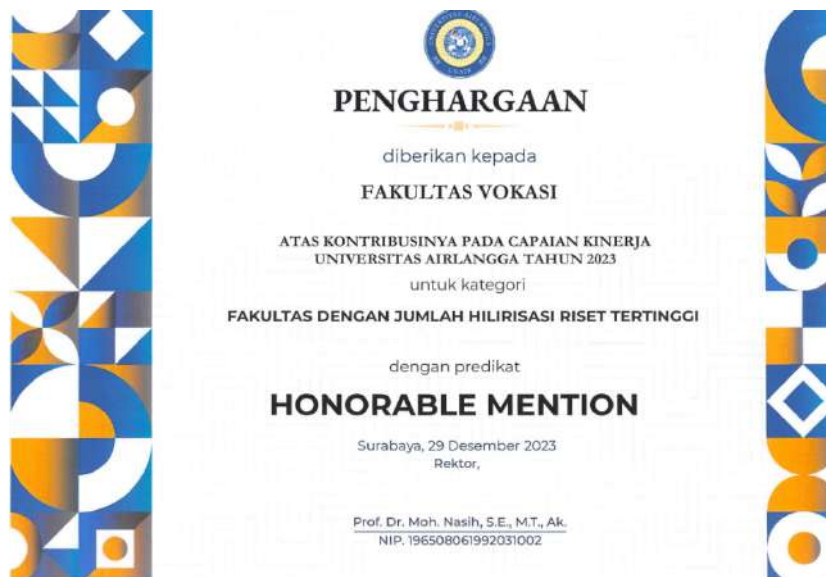 UNIVERSITAS AIRLANGGA
PENGHARGAAN
diberikan kepada
FAKULTAS VOKASI
ATAS KONTRIBUSINYA PADA CAPAIAN KINERJA
UNIVERSITAS AIRLANGGA TAHUN 2023
untuk kategori
FAKULTAS DENGAN JUMLAH HILIRISASI RISET TERTINGGI
dengan predikat
HONORABLE MENTION
Surabaya, 29 Desember 2023
Rektor,
Prof. Dr. Moh. Nasih, S.E., M.T., Ak.
NIP. 196508061992031002